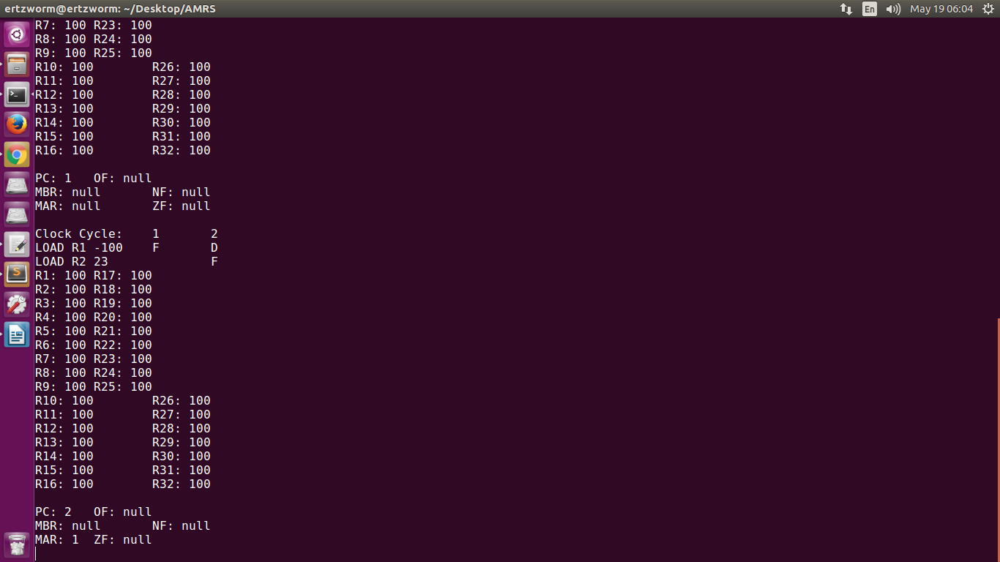 ertzworm@ertzworm: ~/Desktop/AMRS En May 19 06:04
R7: 100 R23: 100
R8: 100 R24: 100
R9: 100 R25: 100
R10: 100 R26: 100
R11: 100 R27: 100
R12: 100 R28: 100
R13: 100 R29: 100
R14: 100 R30: 100
R15: 100 R31: 100
R16: 100 R32: 100
PC: 1 OF: null
MBR: null NF: null
MAR: null ZF: null
Clock Cycle: 1 2
LOAD R1 -100 F D
LOAD R2 23 F
R1: 100 R17: 100
R2: 100 R18: 100
R3: 100 R19: 100
R4: 100 R20: 100
R5: 100 R21: 100
R6: 100 R22: 100
R7: 100 R23: 100
R8: 100 R24: 100
R9: 100 R25: 100
R10: 100 R26: 100
R11: 100 R27: 100
R12: 100 R28: 100
R13: 100 R29: 100
R14: 100 R30: 100
R15: 100 R31: 100
R16: 100 R32: 100
PC: 2 OF: null
MBR: null NF: null
MAR: 1 ZF: null